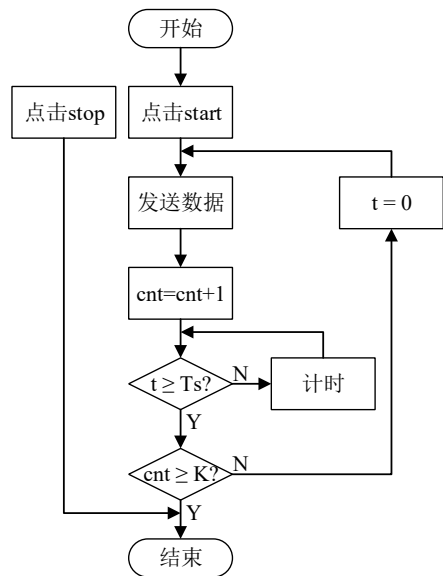 开始
点击stop
点击start
发送数据
t = 0
cnt=cnt+1
t ≥ Ts?
N
计时
Y
cnt ≥ K?
N
Y
结束